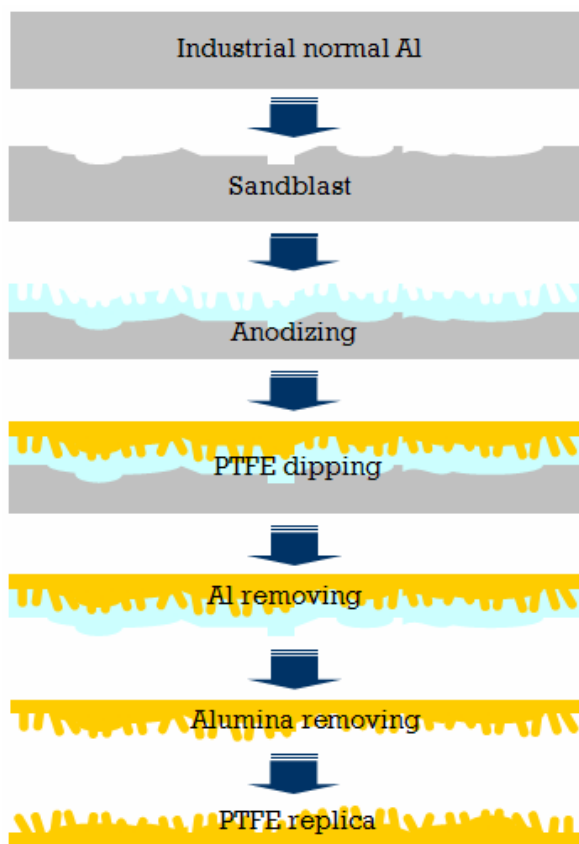 Industrial normal Al
Sandblast
Anodizing
PTFE dipping
Al removing
Alumina removing
PTFE replica